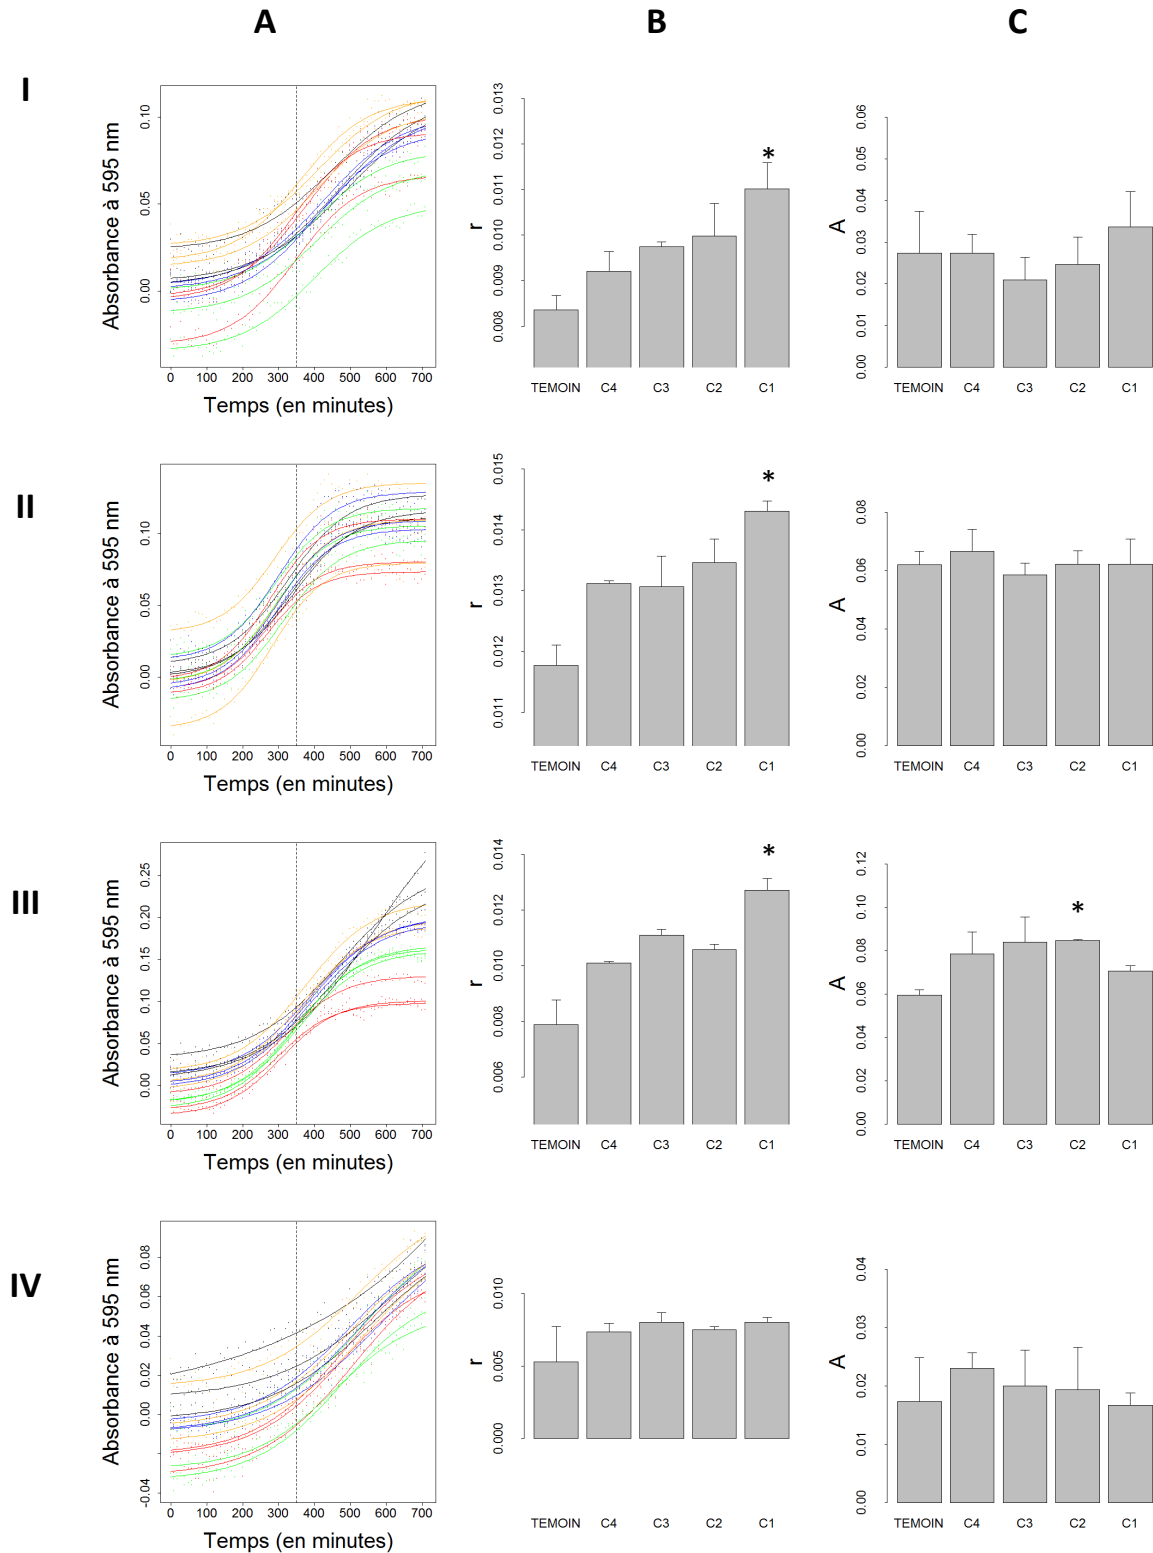 A B C
I
Absorbance à 595 nm
0.00 0.05 0.10
0 100 200 300 400 500 600 700
Temps (en minutes)
r
0.008 0.009 0.010 0.011 0.012 0.013
*
TEMOIN C4 C3 C2 C1
A
0.00 0.01 0.02 0.03 0.04 0.05 0.06
TEMOIN C4 C3 C2 C1
II
Absorbance à 595 nm
0.00 0.05 0.10
0 100 200 300 400 500 600 700
Temps (en minutes)
r
0.011 0.012 0.013 0.014 0.015
*
TEMOIN C4 C3 C2 C1
A
0.00 0.02 0.04 0.06 0.08
TEMOIN C4 C3 C2 C1
III
Absorbance à 595 nm
0.00 0.05 0.10 0.15 0.20 0.25
0 100 200 300 400 500 600 700
Temps (en minutes)
r
0.006 0.008 0.010 0.012 0.014
*
TEMOIN C4 C3 C2 C1
A
0.00 0.02 0.04 0.06 0.08 0.10 0.12
*
TEMOIN C4 C3 C2 C1
IV
Absorbance à 595 nm
-0.04 0.00 0.02 0.04 0.06 0.08
0 100 200 300 400 500 600 700
Temps (en minutes)
r
0.000 0.005 0.010
TEMOIN C4 C3 C2 C1
A
0.00 0.01 0.02 0.03 0.04
TEMOIN C4 C3 C2 C1